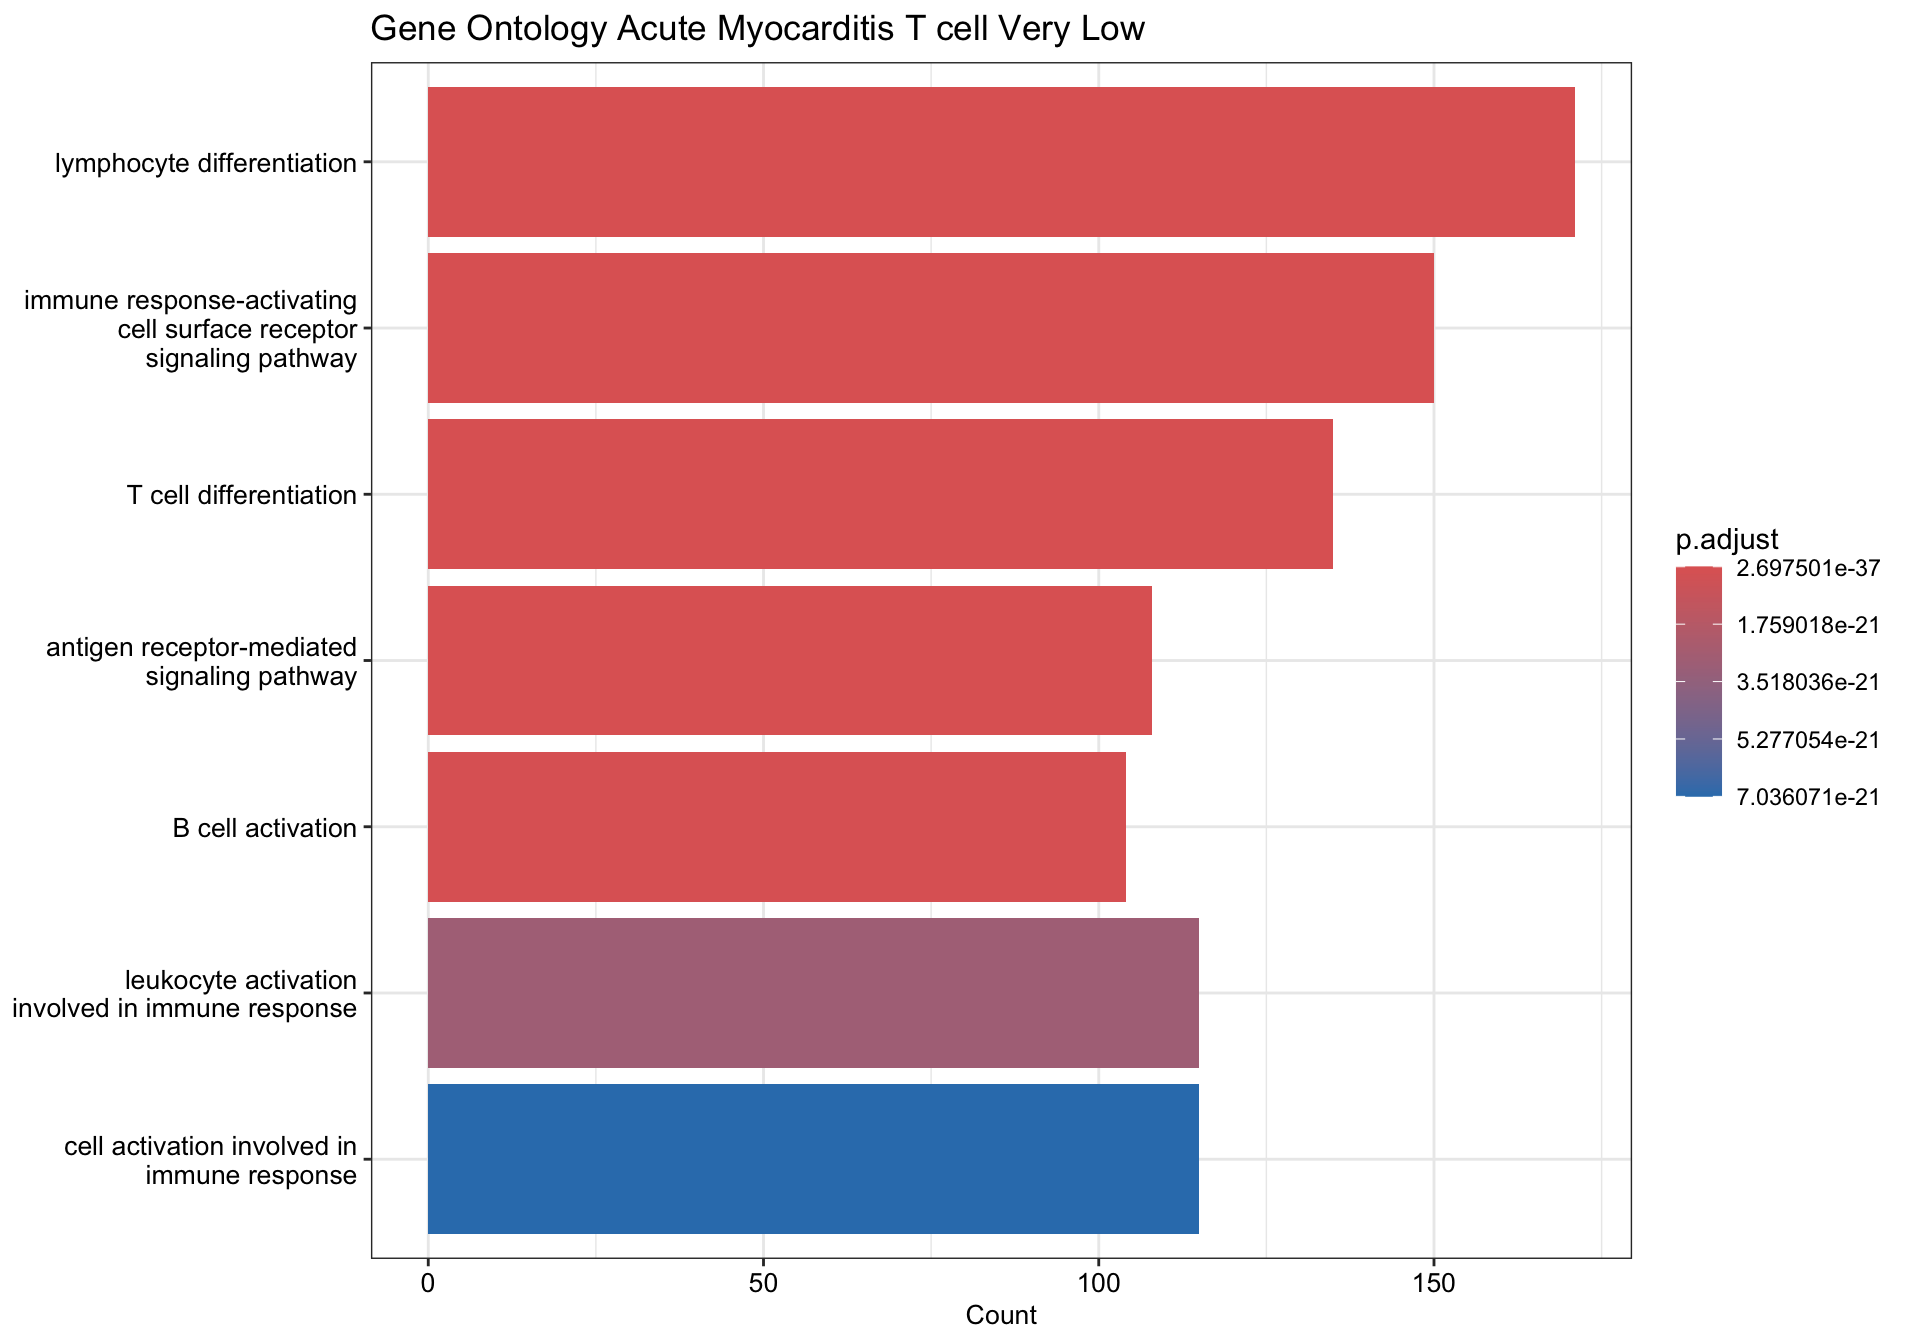 Gene Ontology Acute Myocarditis T cell Very Low
lymphocyte differentiation
immune response-activating
cell surface receptor
signaling pathway
T cell differentiation
antigen receptor-mediated
signaling pathway
B cell activation
leukocyte activation
involved in immune response
cell activation involved in
immune response
0 50 100 150
Count
p.adjust
2.697501e-37
1.759018e-21
3.518036e-21
5.277054e-21
7.036071e-21